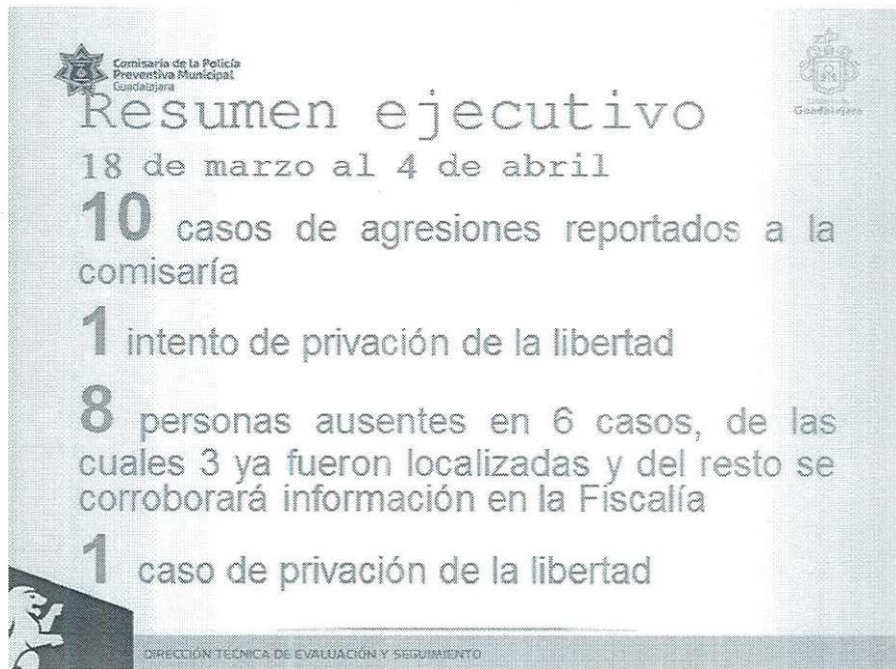 Comisaría de la Policía
Preventiva Municipal
Guadalajara
Guadalajara
Resumen ejecutivo
18 de marzo al 4 de abril
10 casos de agresiones reportados a la
comisaría
1 intento de privación de la libertad
8 personas ausentes en 6 casos, de las
cuales 3 ya fueron localizadas y del resto se
corroborará información en la Fiscalía
1 caso de privación de la libertad
DIRECCIÓN TÉCNICA DE EVALUACIÓN Y SEGUIMIENTO